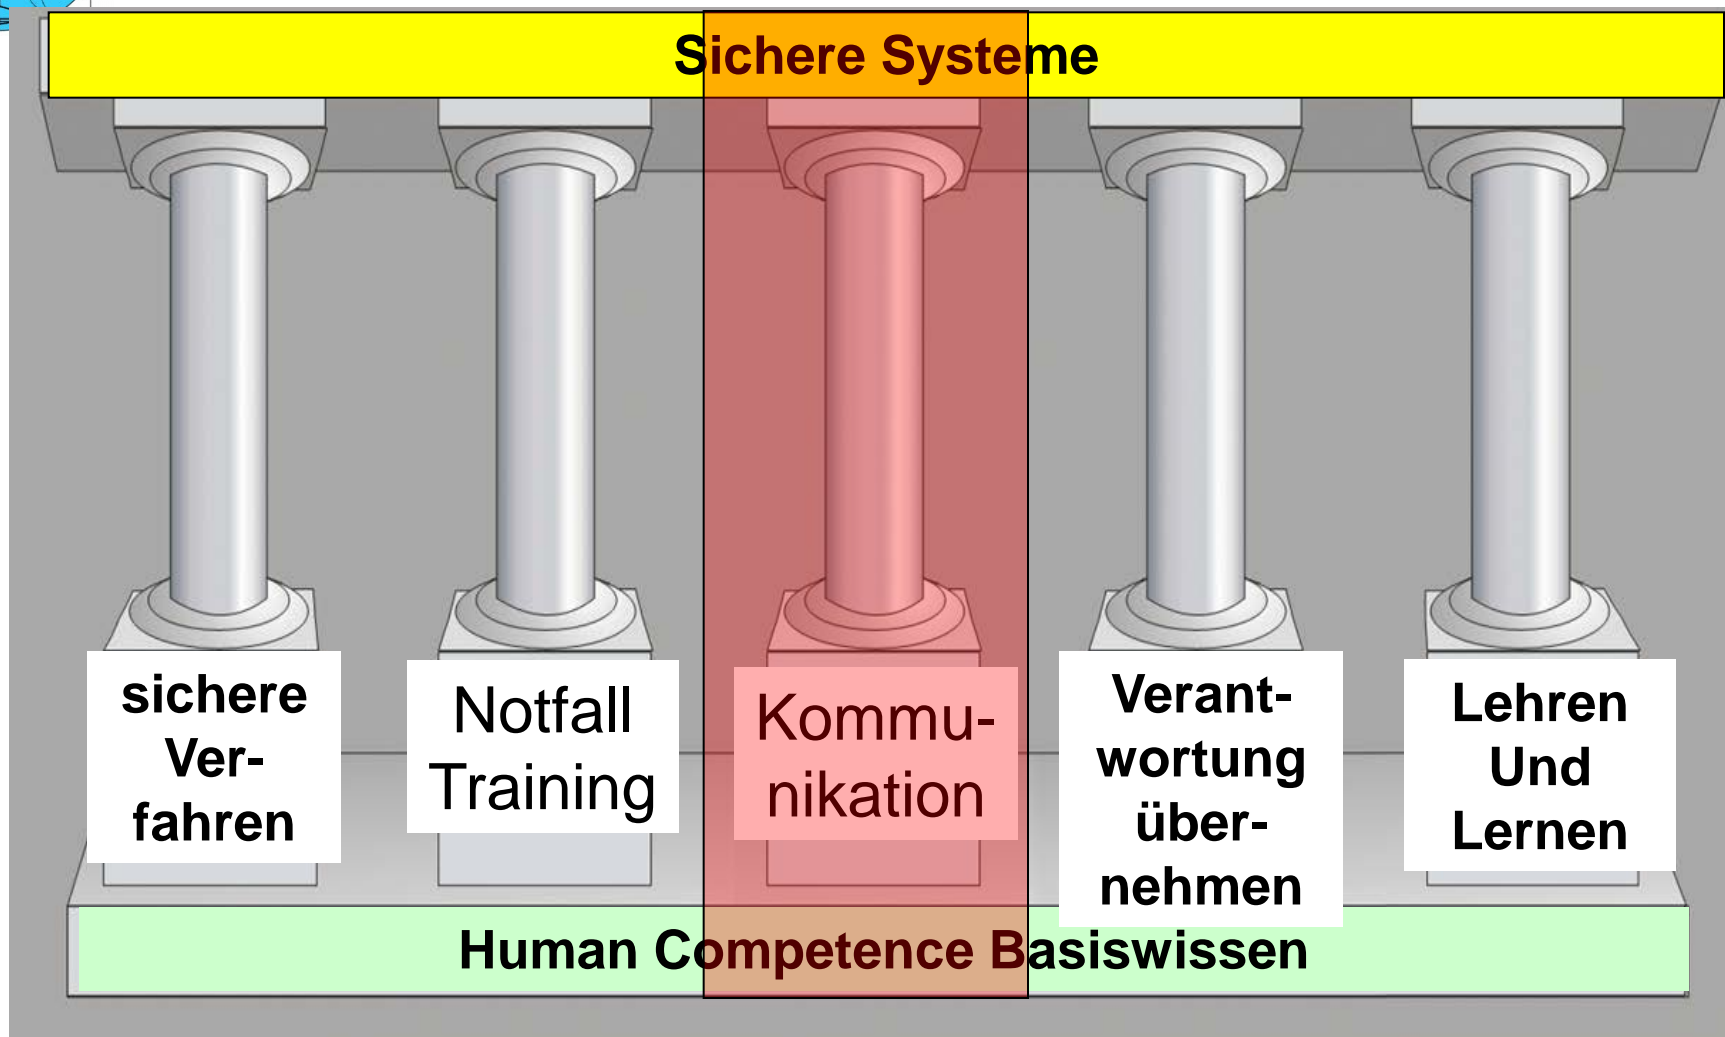 Sichere Systeme
sichere
Ver-
fahren
Notfall
Training
Kommu-
nikation
Verant-
wortung
über-
nehmen
Lehren
Und
Lernen
Human Competence Basiswissen